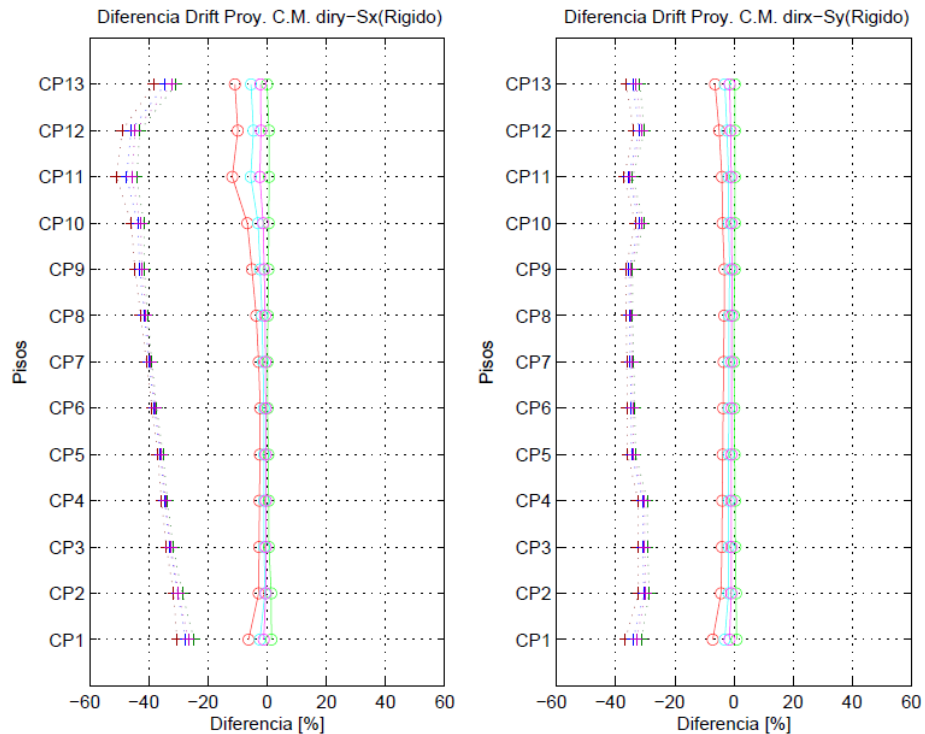 Diferencia Drift Proy. C.M. diry−Sx(Rigido)
CP13
CP12
CP11
CP10
CP9
CP8
CP7
CP6
CP5
CP4
CP3
CP2
CP1
Pisos
−60 −40 −20 0 20 40 60
Diferencia [%]
Diferencia Drift Proy. C.M. dirx−Sy(Rigido)
CP13
CP12
CP11
CP10
CP9
CP8
CP7
CP6
CP5
CP4
CP3
CP2
CP1
Pisos
−60 −40 −20 0 20 40 60
Diferencia [%]